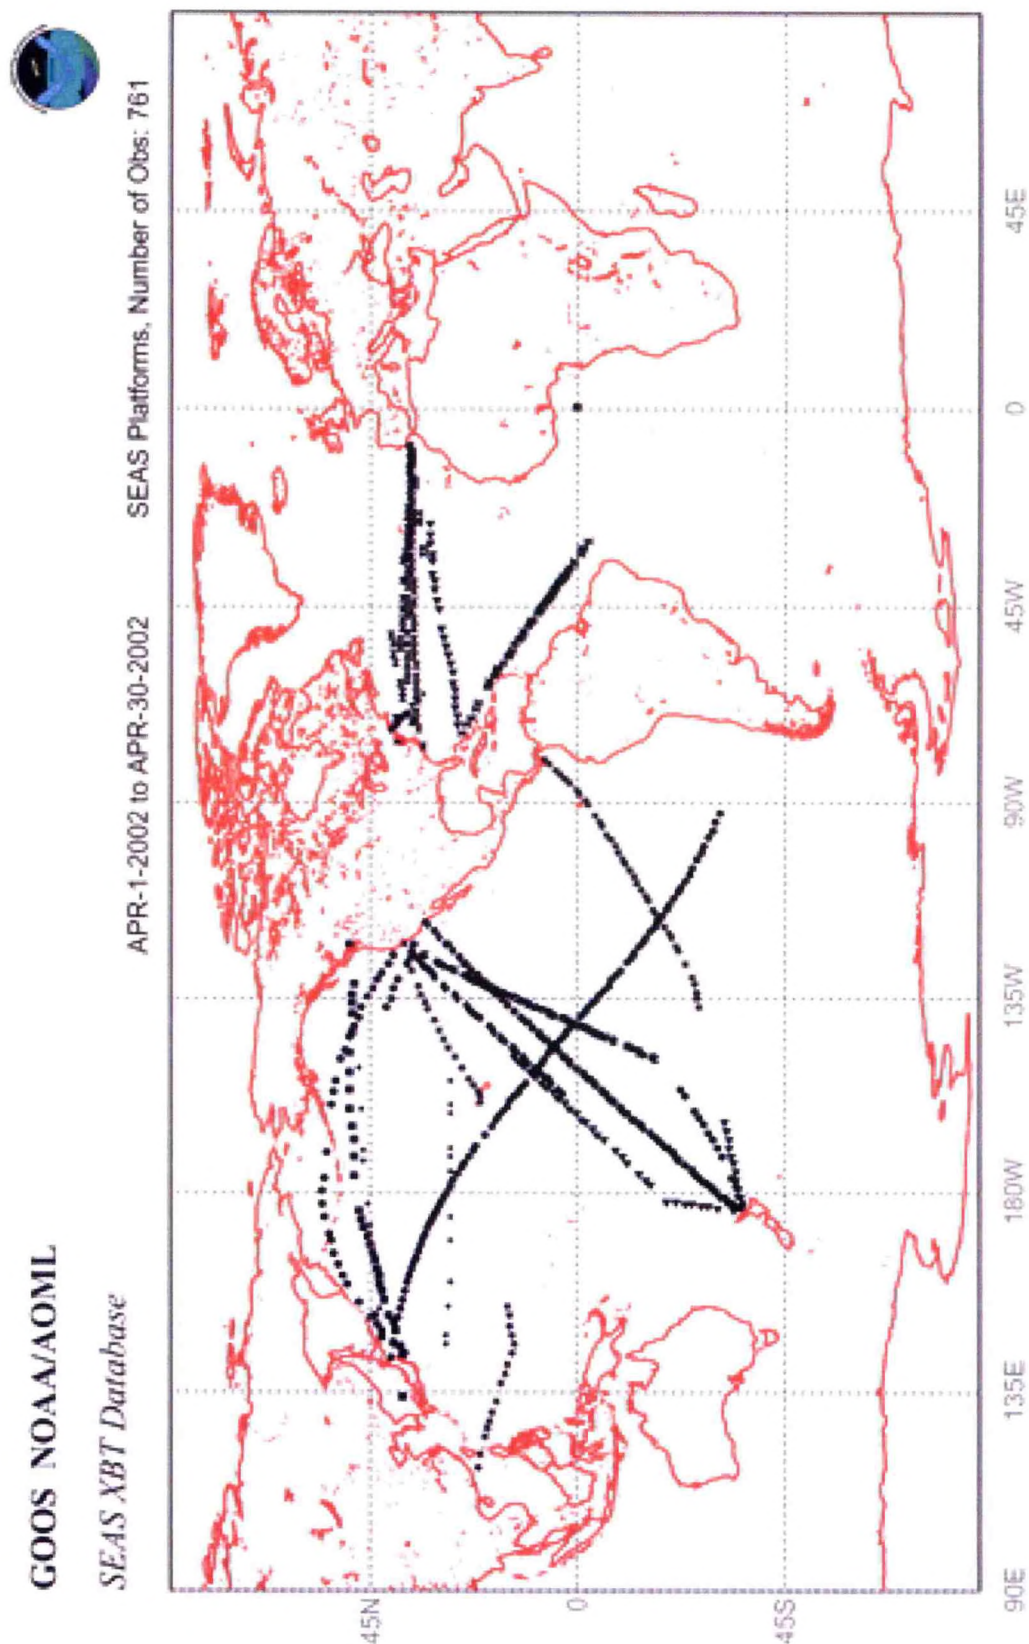 GOOS NOAA/AOML
SEAS XBT Database
APR-1-2002 to APR-30-2002 SEAS Platforms, Number of Obs: 761
45N
0
45S
90E 135E 180W 135W 90W 45W 0 45E